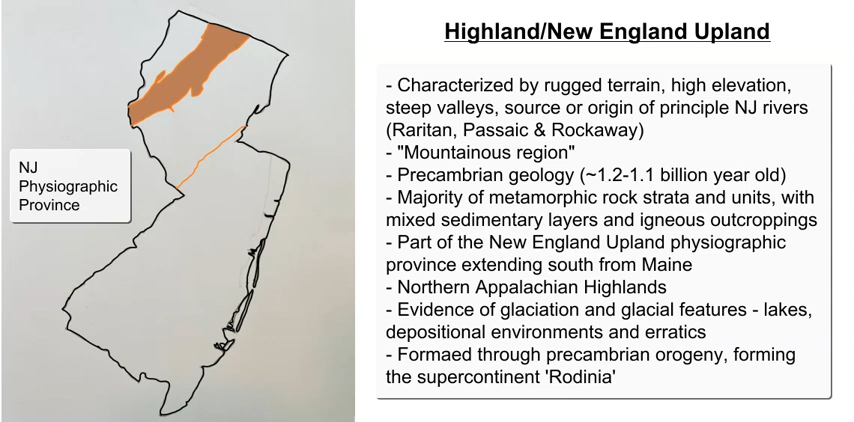 Highland/New England Upland
NJ
Physiographic
Province
- Characterized by rugged terrain, high elevation,
steep valleys, source or origin of principle NJ rivers
(Raritan, Passaic & Rockaway)
- "Mountainous region"
- Precambrian geology (~1.2-1.1 billion year old)
- Majority of metamorphic rock strata and units, with
mixed sedimentary layers and igneous outcroppings
- Part of the New England Upland physiographic
province extending south from Maine
- Northern Appalachian Highlands
- Evidence of glaciation and glacial features - lakes,
depositional environments and erratics
- Formaed through precambrian orogeny, forming
the supercontinent 'Rodinia'